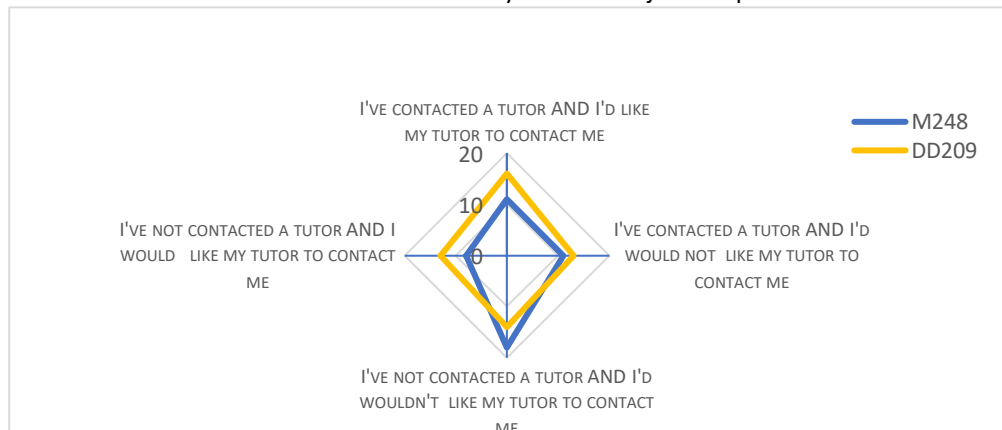 I'VE CONTACTED A TUTOR AND I'D LIKE
MY TUTOR TO CONTACT ME
M248
DD209
20
10
0
I'VE NOT CONTACTED A TUTOR AND I
WOULD LIKE MY TUTOR TO CONTACT
ME
I'VE CONTACTED A TUTOR AND I'D
WOULD NOT LIKE MY TUTOR TO
CONTACT ME
I'VE NOT CONTACTED A TUTOR AND I'D
WOULDN'T LIKE MY TUTOR TO CONTACT
ME